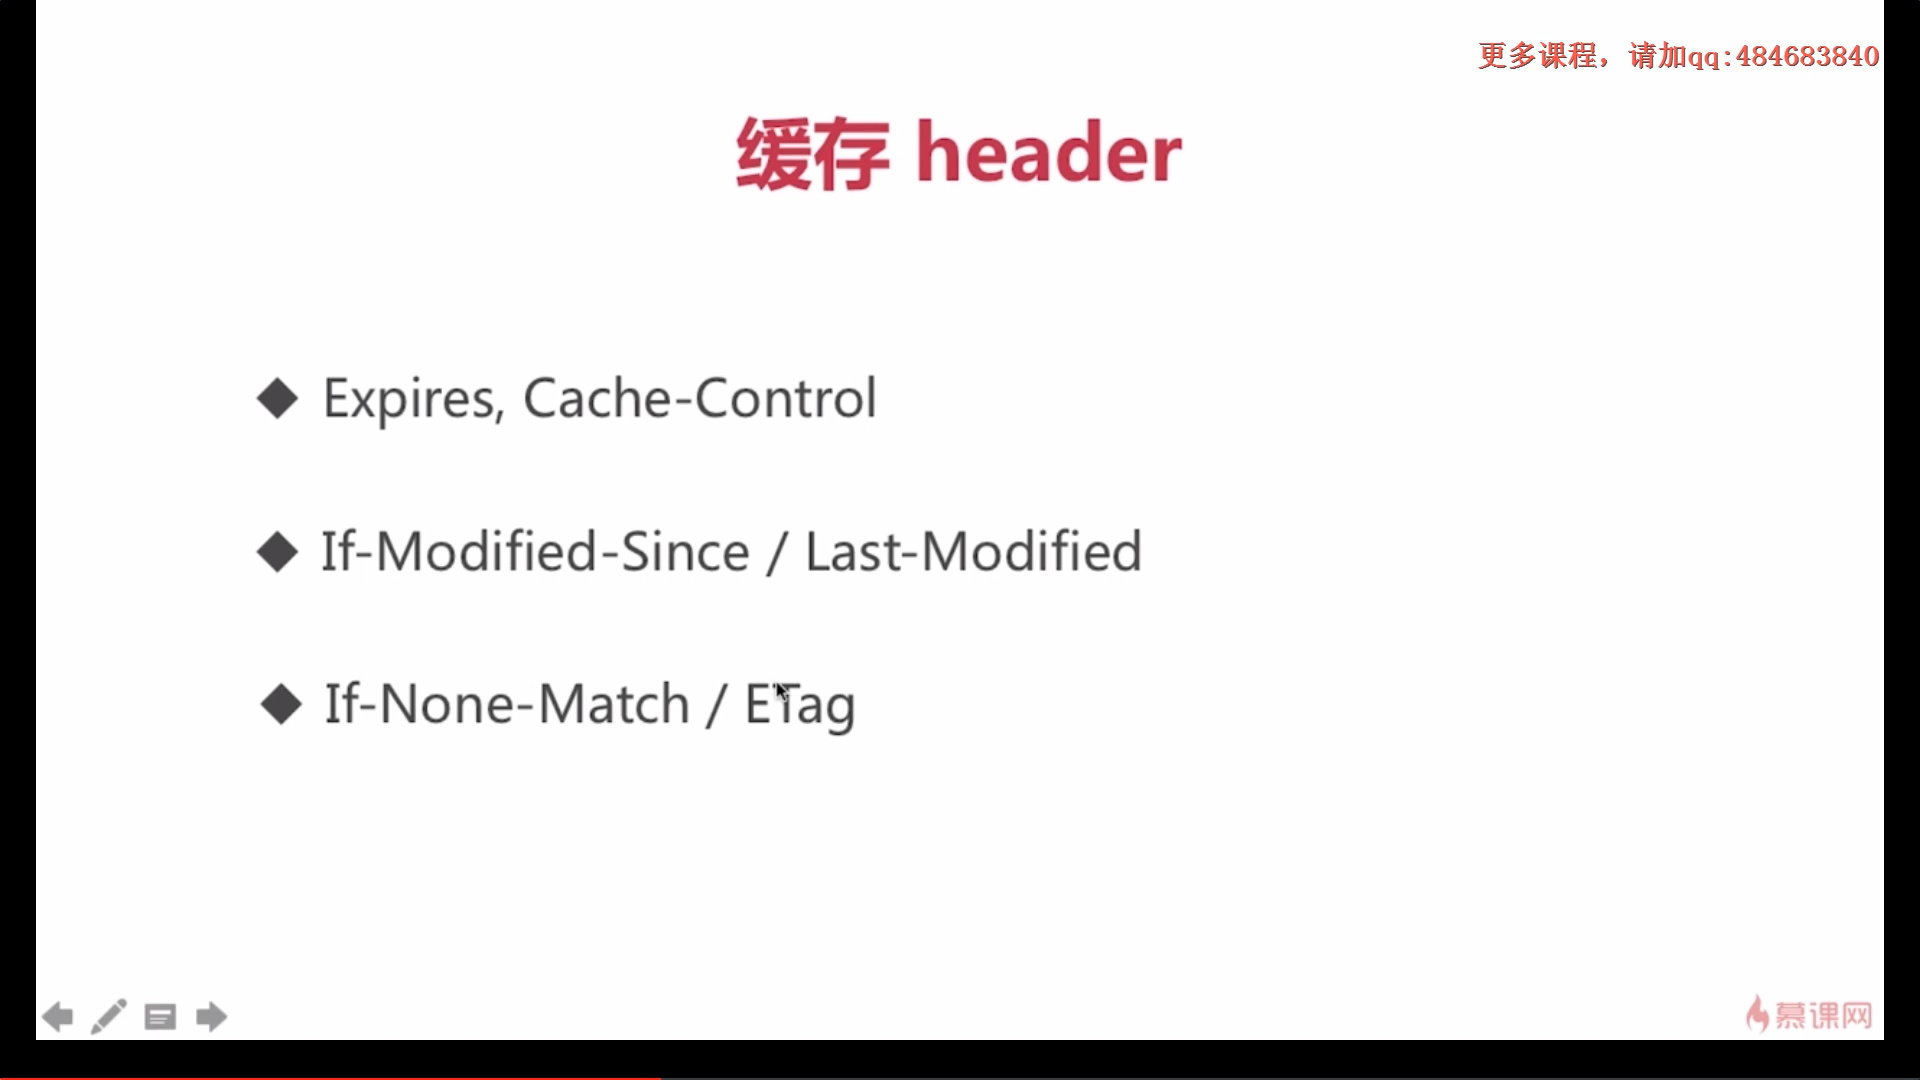 更多课程，请加qq:484683840
缓存 header
◆ Expires, Cache-Control
◆ If-Modified-Since / Last-Modified
◆ If-None-Match / ETag
慕课网